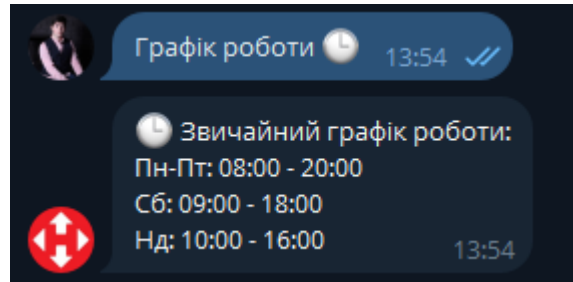 Графік роботи 🕒
13:54
🕒 Звичайний графік роботи:
Пн-Пт: 08:00 - 20:00
Сб: 09:00 - 18:00
Нд: 10:00 - 16:00
13:54